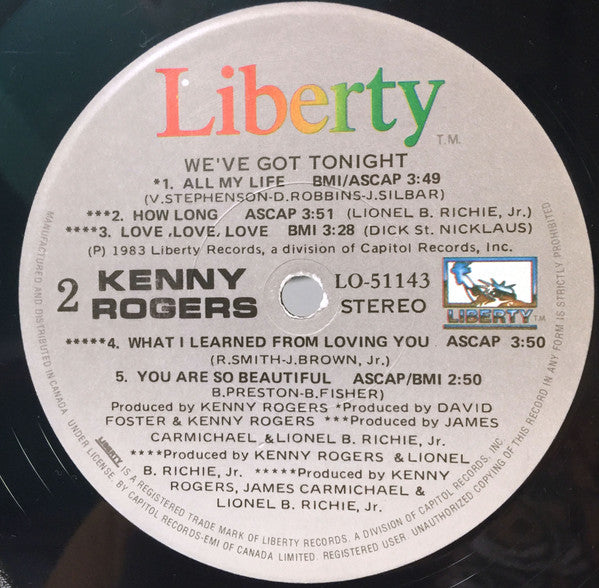 Liberty
T.M.
WE'VE GOT TONIGHT
*1. ALL MY LIFE BMI/ASCAP 3:49
(V.STEPHENSON-D.ROBBINS-J.SILBAR)
***2. HOW LONG ASCAP 3:51 (LIONEL B. RICHIE, Jr.)
****3. LOVE,LOVE,LOVE BMI 3:28 (DICK St. NICKLAUS)
(P) 1983 Liberty Records, a division of Capitol Records, Inc.
2 KENNY ROGERS
LO-51143
STEREO
LIBERTY TM
*****4. WHAT I LEARNED FROM LOVING YOU ASCAP 3:50
(R.SMITH-J.BROWN, Jr.)
5. YOU ARE SO BEAUTIFUL ASCAP/BMI 2:50
B.PRESTON-B.FISHER)
Produced by KENNY ROGERS *Produced by DAVID
FOSTER & KENNY ROGERS ***Produced by JAMES
CARMICHAEL &LIONEL B. RICHIE, Jr.
****Produced by KENNY ROGERS & LIONEL
B. RICHIE, Jr. *****Produced by KENNY
ROGERS, JAMES CARMICHAEL &
LIONEL B. RICHIE, Jr.
MANUFACTURED AND DISTRIBUTED IN CANADA, UNDER LICENSE, BY CAPITOL RECORDS-EMI OF CANADA LIMITED. REGISTERED USER. UNAUTHORIZED COPYING OF THIS RECORD IN ANY FORM IS STRICTLY PROHIBITED
LIBERTY IS A REGISTERED TRADE MARK OF LIBERTY RECORDS, A DIVISION OF CAPITOL RECORDS, INC